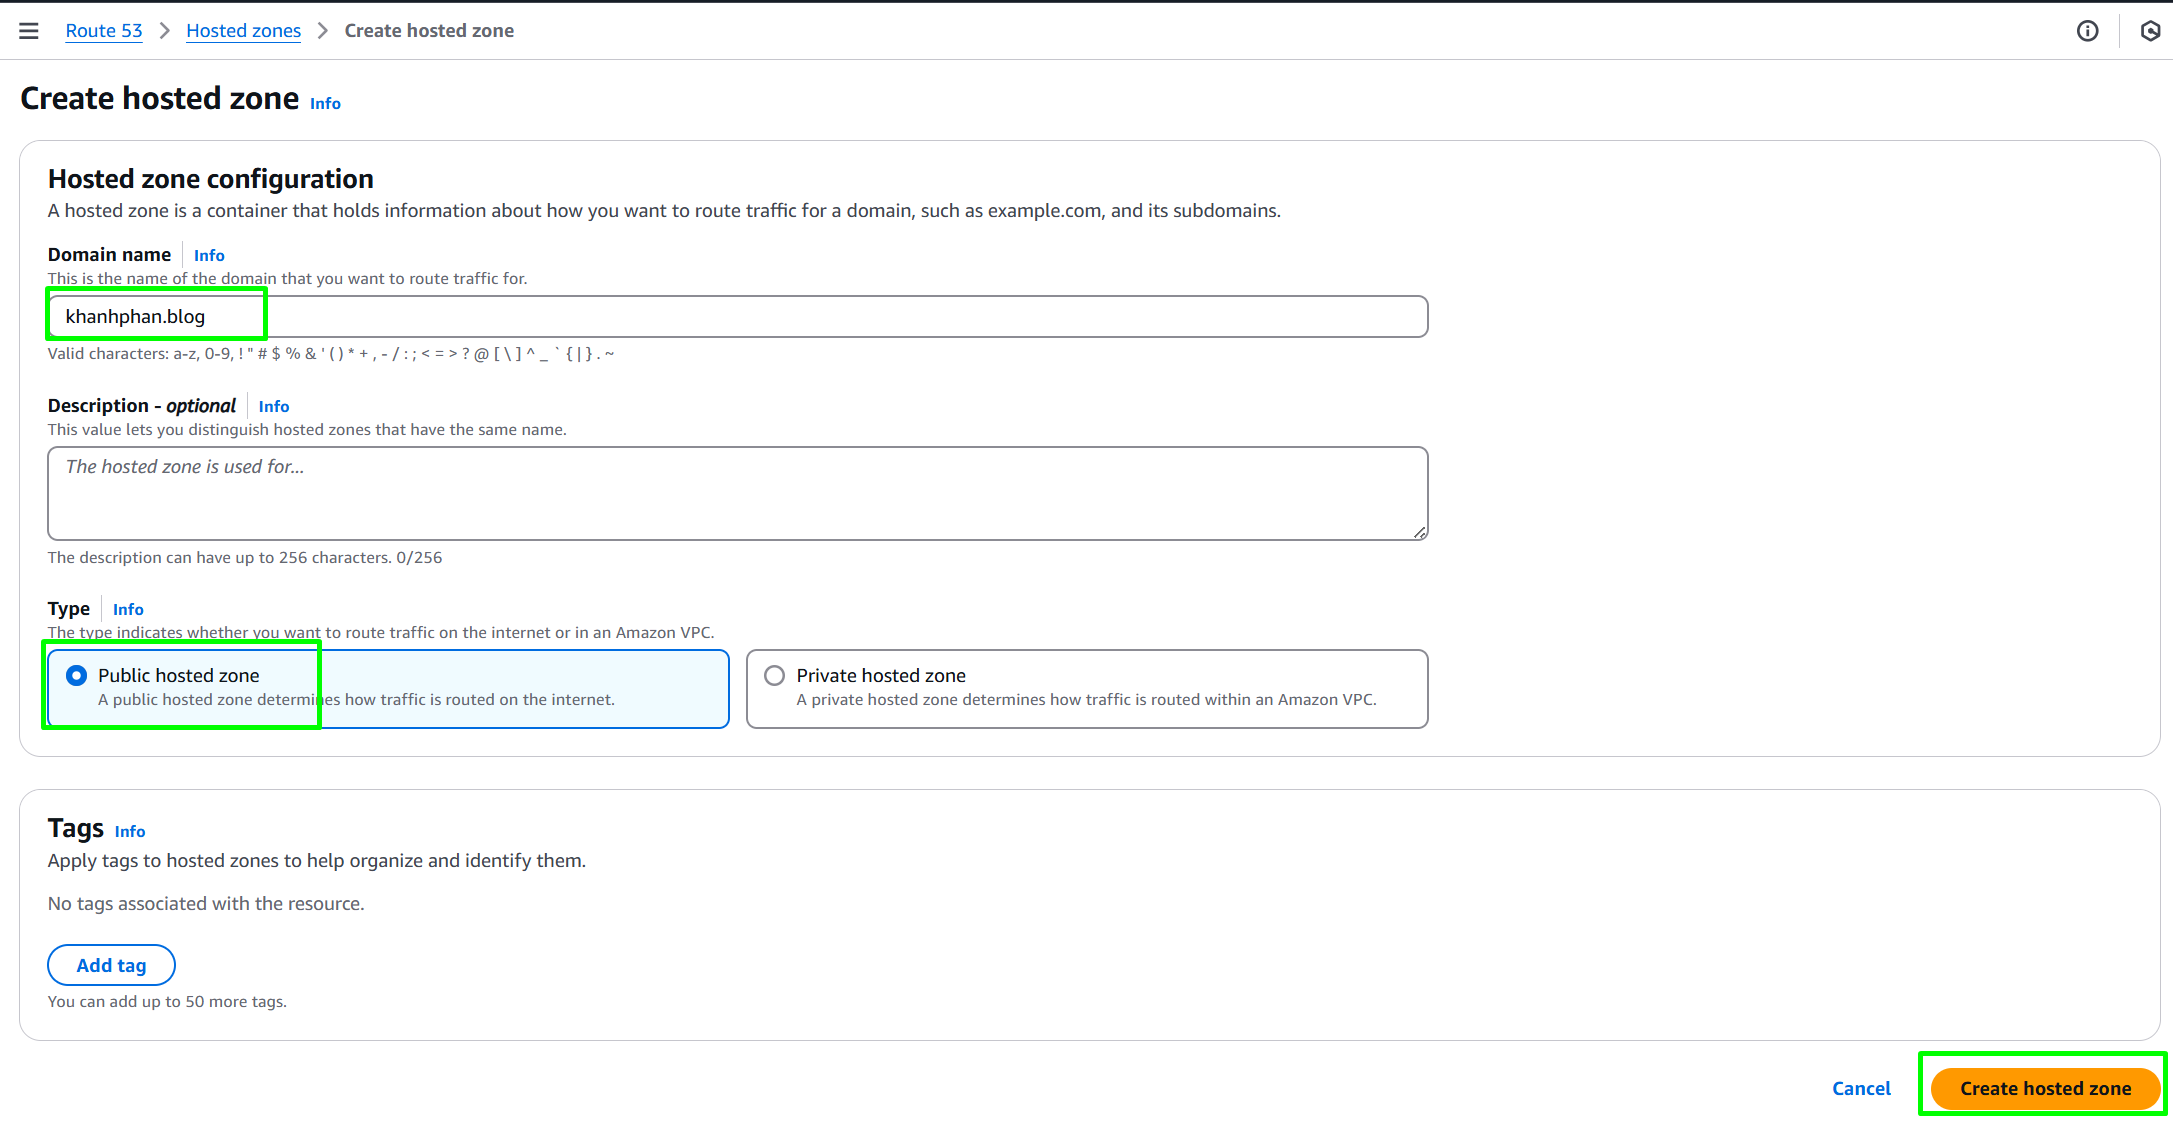 Route 53 > Hosted zones > Create hosted zone
Create hosted zone Info
Hosted zone configuration
A hosted zone is a container that holds information about how you want to route traffic for a domain, such as example.com, and its subdomains.
Domain name Info
This is the name of the domain that you want to route traffic for.
khanhphan.blog
Valid characters: a-z, 0-9, ! " # $ % & ' ( ) * + , - / : ; < = > ? @ [ \ ] ^ _ ` { | } . ~
Description - optional Info
This value lets you distinguish hosted zones that have the same name.
The hosted zone is used for...
The description can have up to 256 characters. 0/256
Type Info
The type indicates whether you want to route traffic on the internet or in an Amazon VPC.
Public hosted zone
A public hosted zone determines how traffic is routed on the internet.
Private hosted zone
A private hosted zone determines how traffic is routed within an Amazon VPC.
Tags Info
Apply tags to hosted zones to help organize and identify them.
No tags associated with the resource.
Add tag
You can add up to 50 more tags.
Cancel Create hosted zone